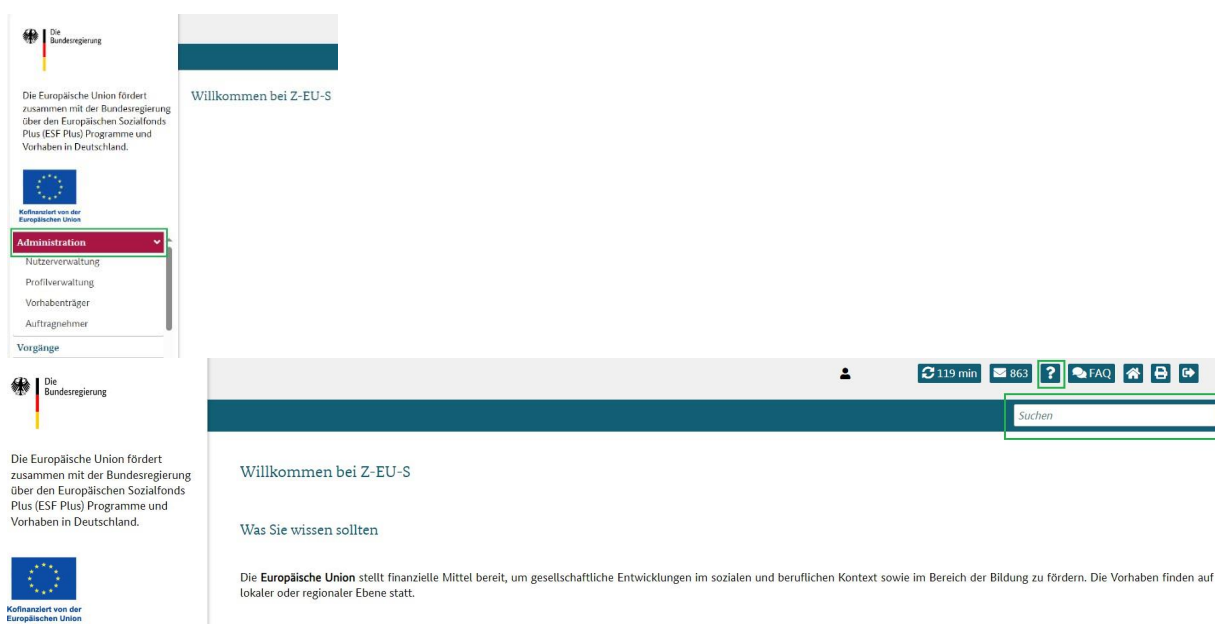 Die
Bundesregierung
Die Europäische Union fördert
zusammen mit der Bundesregierung
über den Europäischen Sozialfonds
Plus (ESF Plus) Programme und
Vorhaben in Deutschland.
Willkommen bei Z-EU-S
Kofinanziert von der
Europäischen Union
Administration
Nutzerverwaltung
Profilverwaltung
Vorhabenträger
Auftragnehmer
Vorgänge
Die
Bundesregierung
119 min 863 ? FAQ
Suchen
Die Europäische Union fördert
zusammen mit der Bundesregierung
über den Europäischen Sozialfonds
Plus (ESF Plus) Programme und
Vorhaben in Deutschland.
Kofinanziert von der
Europäischen Union
Willkommen bei Z-EU-S
Was Sie wissen sollten
Die Europäische Union stellt finanzielle Mittel bereit, um gesellschaftliche Entwicklungen im sozialen und beruflichen Kontext sowie im Bereich der Bildung zu fördern. Die Vorhaben finden auf
lokaler oder regionaler Ebene statt.